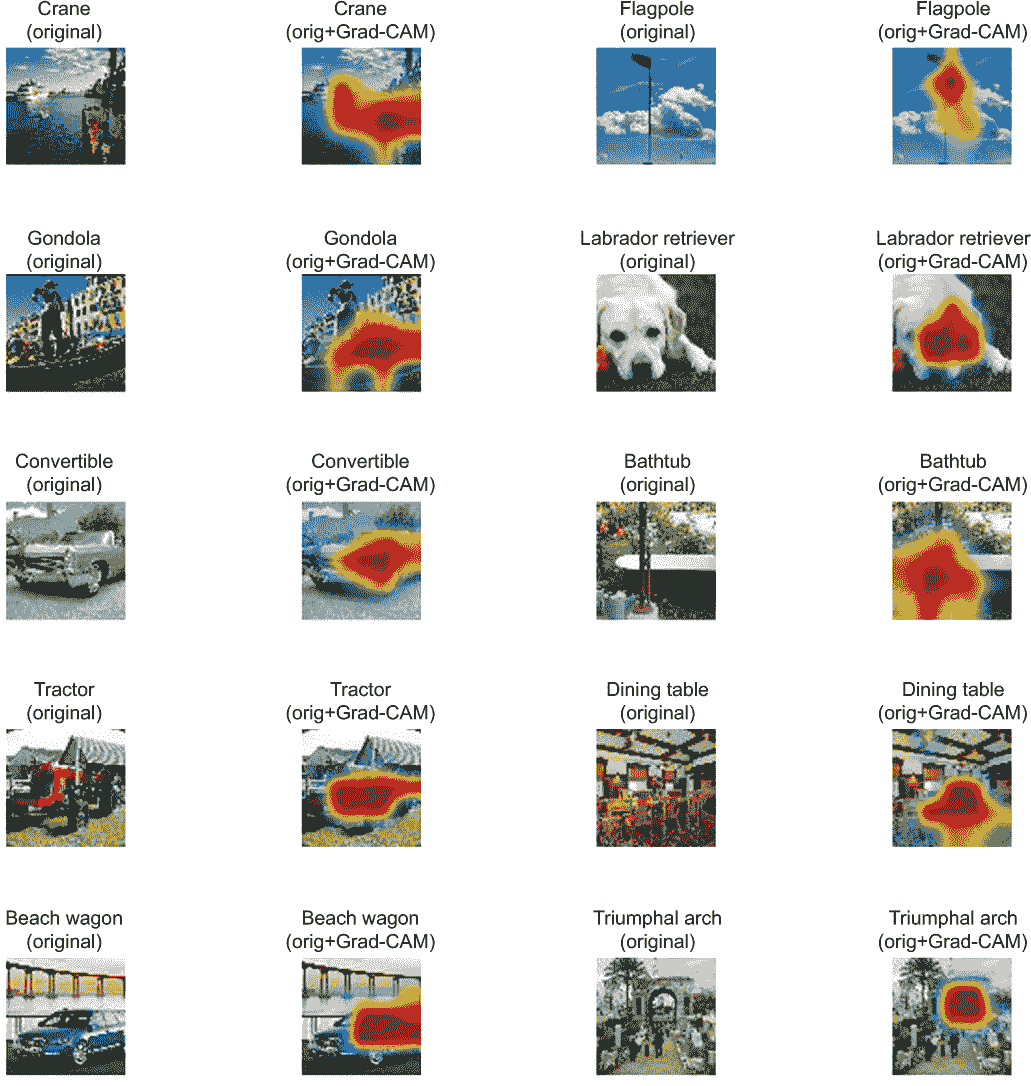 Crane
(original)
Crane
(orig+Grad-CAM)
Flagpole
(original)
Flagpole
(orig+Grad-CAM)
Gondola
(original)
Gondola
(orig+Grad-CAM)
Labrador retriever
(original)
Labrador retriever
(orig+Grad-CAM)
Convertible
(original)
Convertible
(orig+Grad-CAM)
Bathtub
(original)
Bathtub
(orig+Grad-CAM)
Tractor
(original)
Tractor
(orig+Grad-CAM)
Dining table
(original)
Dining table
(orig+Grad-CAM)
Beach wagon
(original)
Beach wagon
(orig+Grad-CAM)
Triumphal arch
(original)
Triumphal arch
(orig+Grad-CAM)